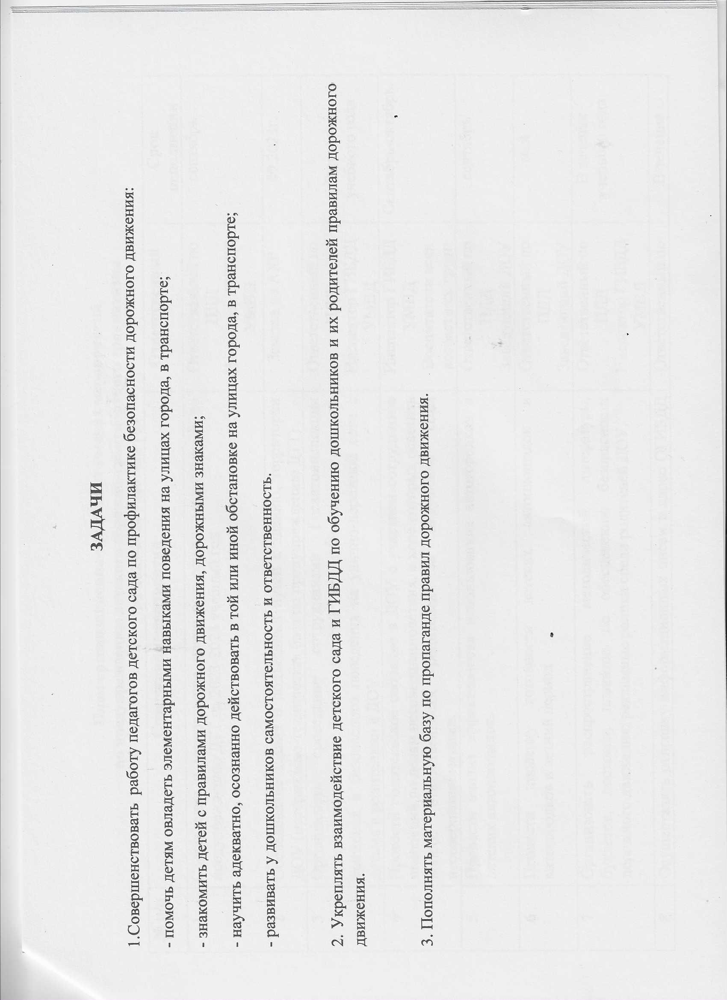 ЗАДАЧИ
1.Совершенствовать работу педагогов детского сада по профилактике безопасности дорожного движения:
- помочь детям овладеть элементарными навыками поведения на улицах города, в транспорте;
- знакомить детей с правилами дорожного движения, дорожными знаками;
- научить адекватно, осознанно действовать в той или иной обстановке на улицах города, в транспорте;
- развивать у дошкольников самостоятельность и ответственность.
2. Укреплять взаимодействие детского сада и ГИБДД по обучению дошкольников и их родителей правилам дорожного
движения.
3. Пополнять материальную базу по пропаганде правил дорожного движения.